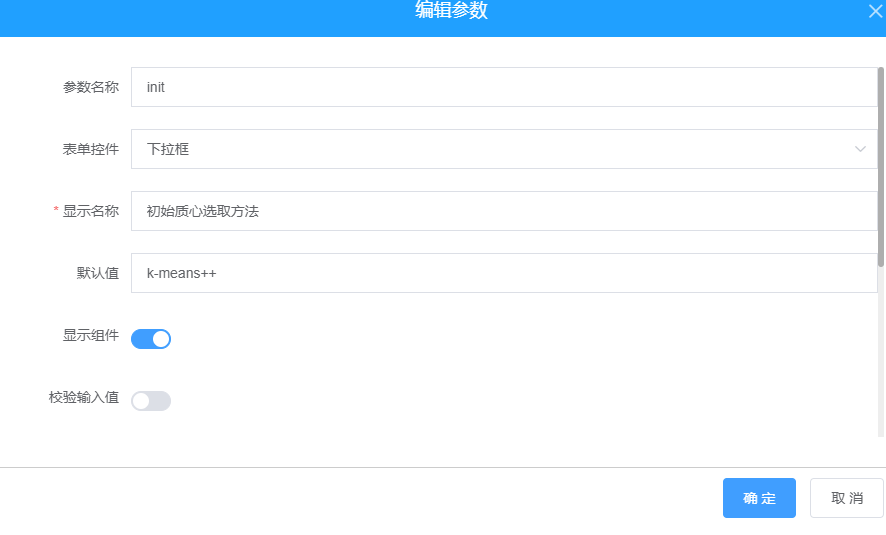 编辑参数
参数名称 init
表单控件 下拉框
* 显示名称 初始质心选取方法
默认值 k-means++
显示组件
校验输入值
确 定 取 消